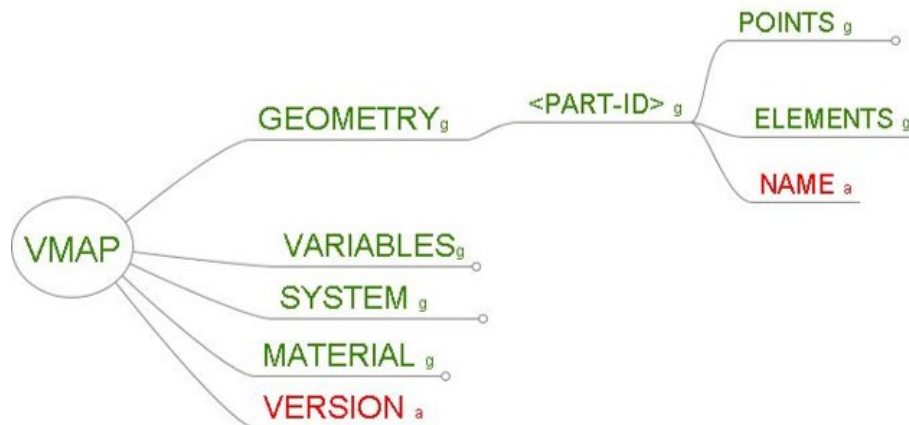 POINTS g
GEOMETRY g
<PART-ID> g
ELEMENTS g
NAME a
VMAP
VARIABLES g
SYSTEM g
MATERIAL g
VERSION a